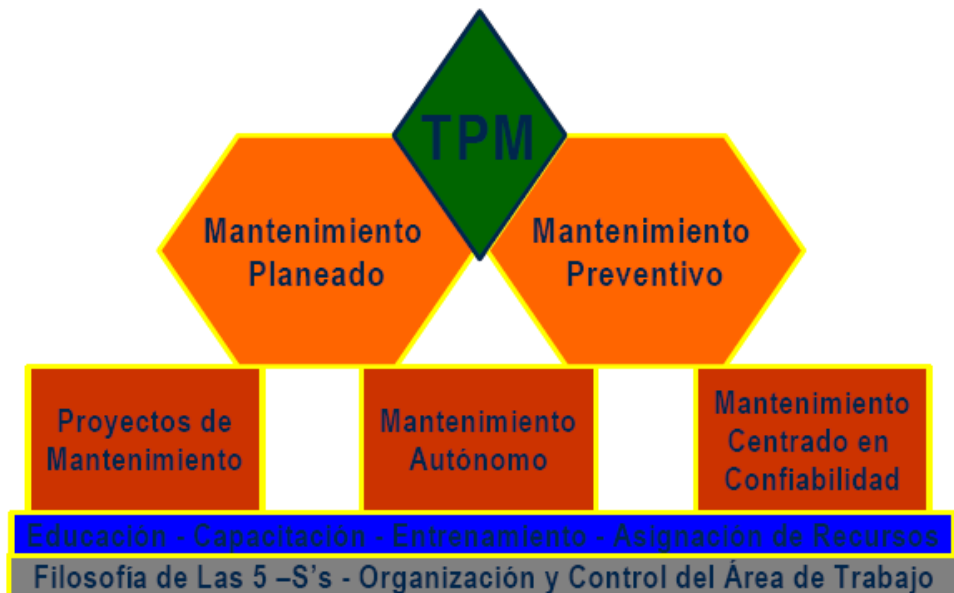 TPM
Mantenimiento
Planeado
Mantenimiento
Preventivo
Proyectos de
Mantenimiento
Mantenimiento
Autónomo
Mantenimiento
Centrado en
Confiabilidad
Educación - Capacitación - Entrenamiento - Asignación de Recursos
Filosofía de Las 5 –S's - Organización y Control del Área de Trabajo